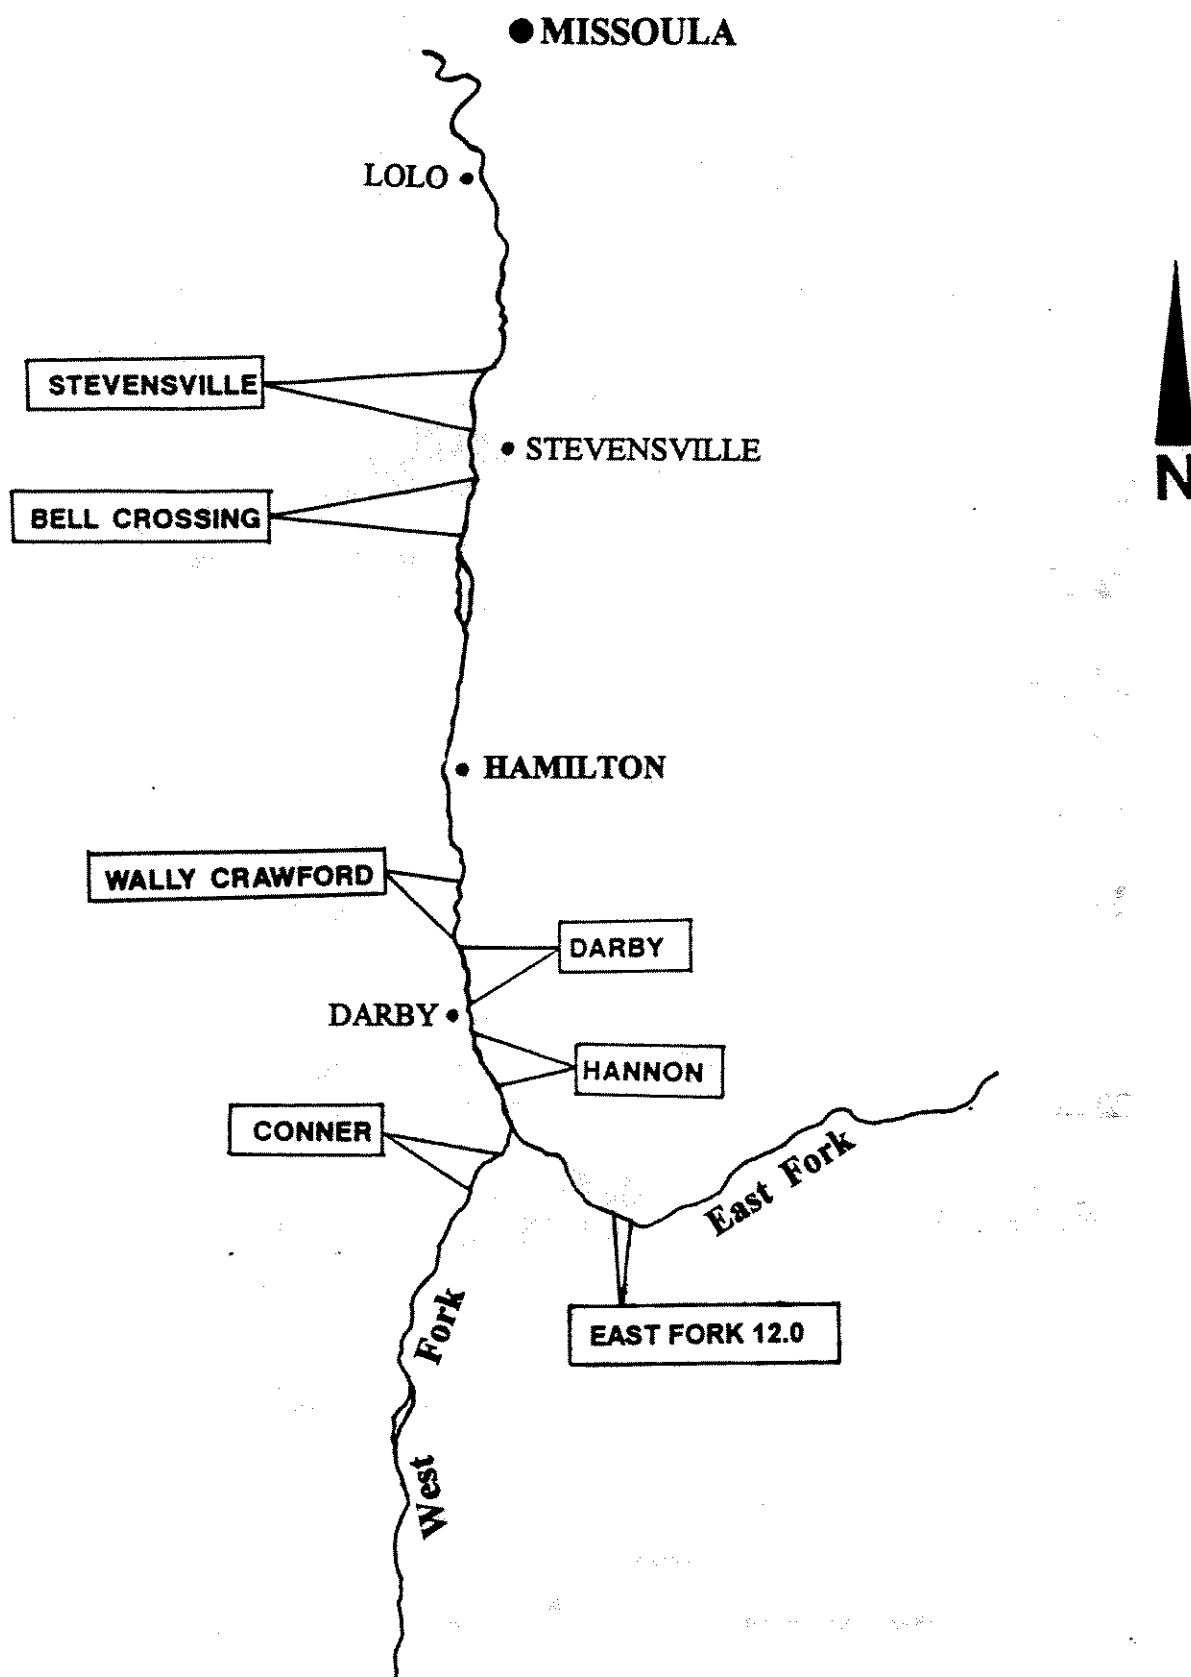 MISSOULA
LOLO
STEVENSVILLE
STEVENSVILLE
N
BELL CROSSING
HAMILTON
WALLY CRAWFORD
DARBY
DARBY
HANNON
CONNER
East Fork
EAST FORK 12.0
West Fork